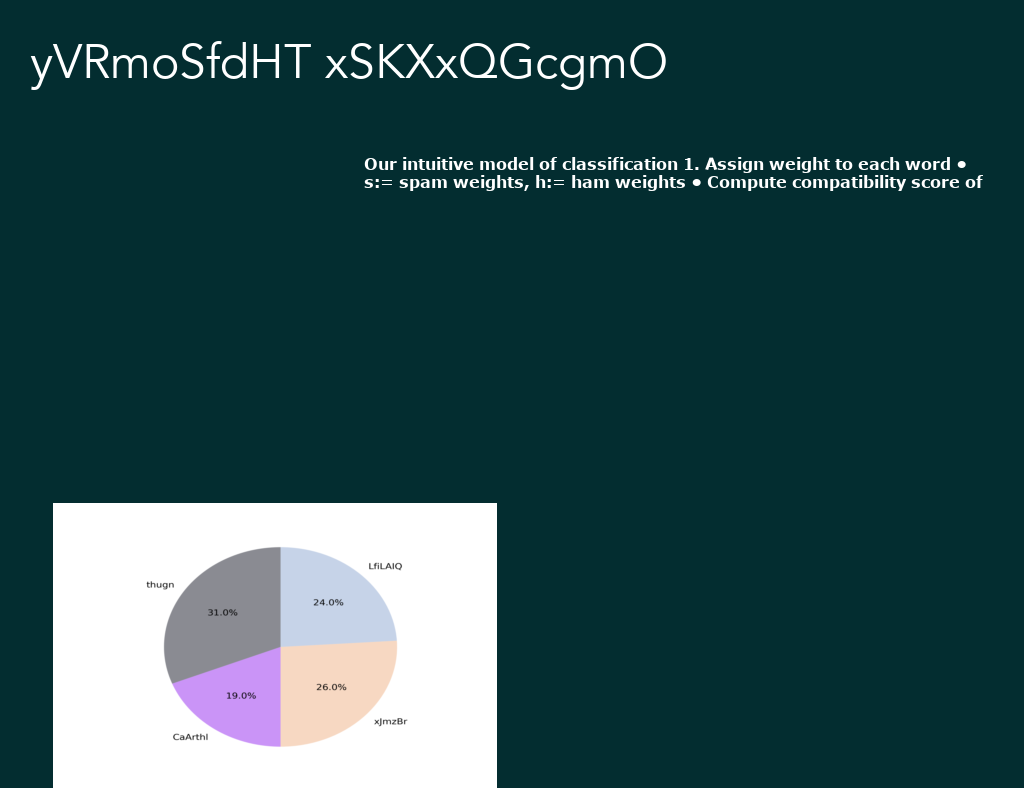 yVRmoSfdHT xSKXxQGcgmO
Our intuitive model of classification 1. Assign weight to each word •
s:= spam weights, h:= ham weights • Compute compatibility score of
LfiLAIQ
thugn
24.0%
31.0%
26.0%
19.0%
xJmzBr
CaArthl